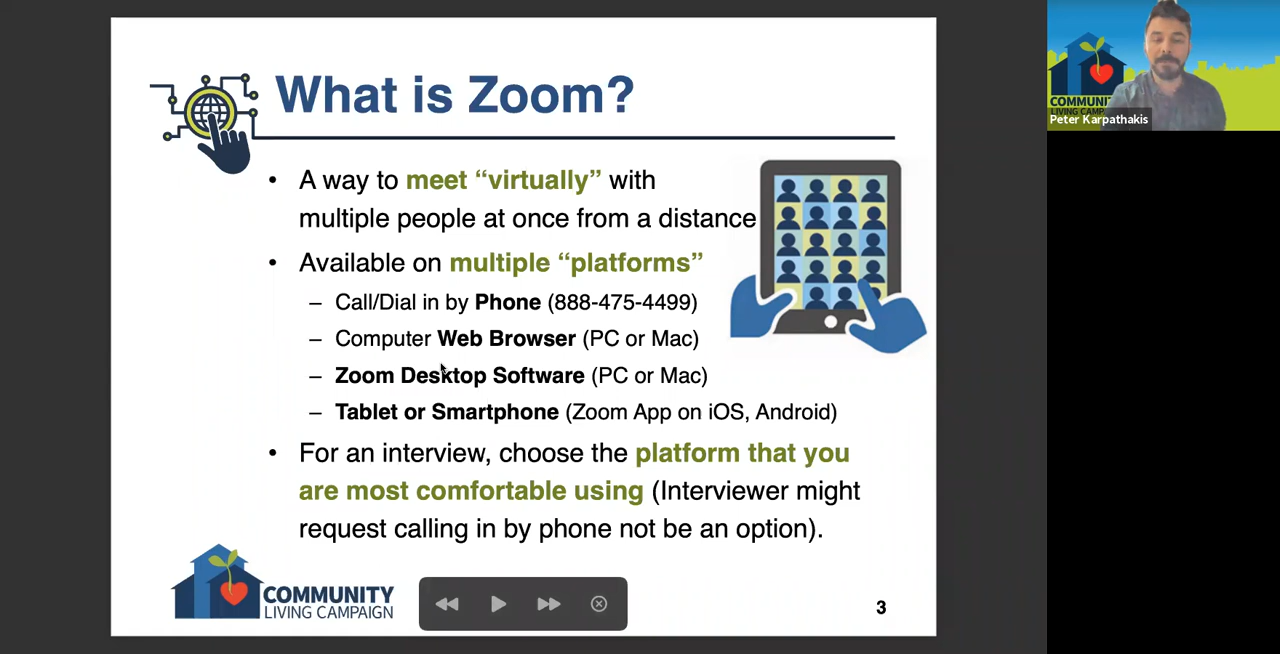 What is Zoom?
• A way to meet “virtually” with
multiple people at once from a distance
• Available on multiple “platforms”
– Call/Dial in by Phone (888-475-4499)
– Computer Web Browser (PC or Mac)
– Zoom Desktop Software (PC or Mac)
– Tablet or Smartphone (Zoom App on iOS, Android)
• For an interview, choose the platform that you
are most comfortable using (Interviewer might
request calling in by phone not be an option).
COMMUNITY
LIVING CAMPAIGN
3
COMMUNI
LIVING CAMP
Peter Karpathakis